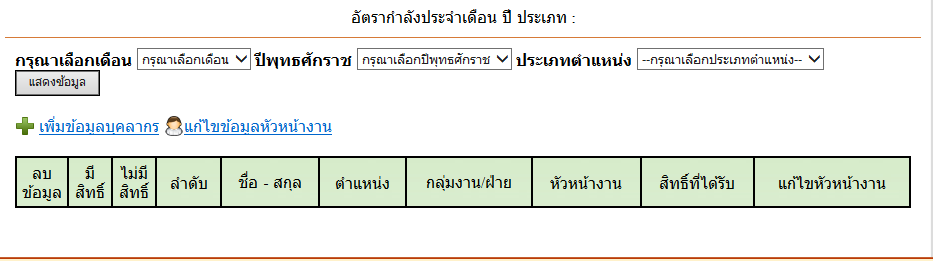 อัตรากำลังประจำเดือน ปี ประเภท :
กรุณาเลือกเดือน กรุณาเลือกเดือน ปีพุทธศักราช กรุณาเลือกปีพุทธศักราช ประเภทตำแหน่ง --กรุณาเลือกประเภทตำแหน่ง--
แสดงข้อมูล
เพิ่มข้อมูลบุคลากร แก้ไขข้อมูลหัวหน้างาน
ลบ มี ไม่มี
ข้อมูล สิทธิ์ สิทธิ์ ลำดับ ชื่อ - สกุล ตำแหน่ง กลุ่มงาน/ฝ่าย หัวหน้างาน สิทธิ์ที่ได้รับ แก้ไขหัวหน้างาน